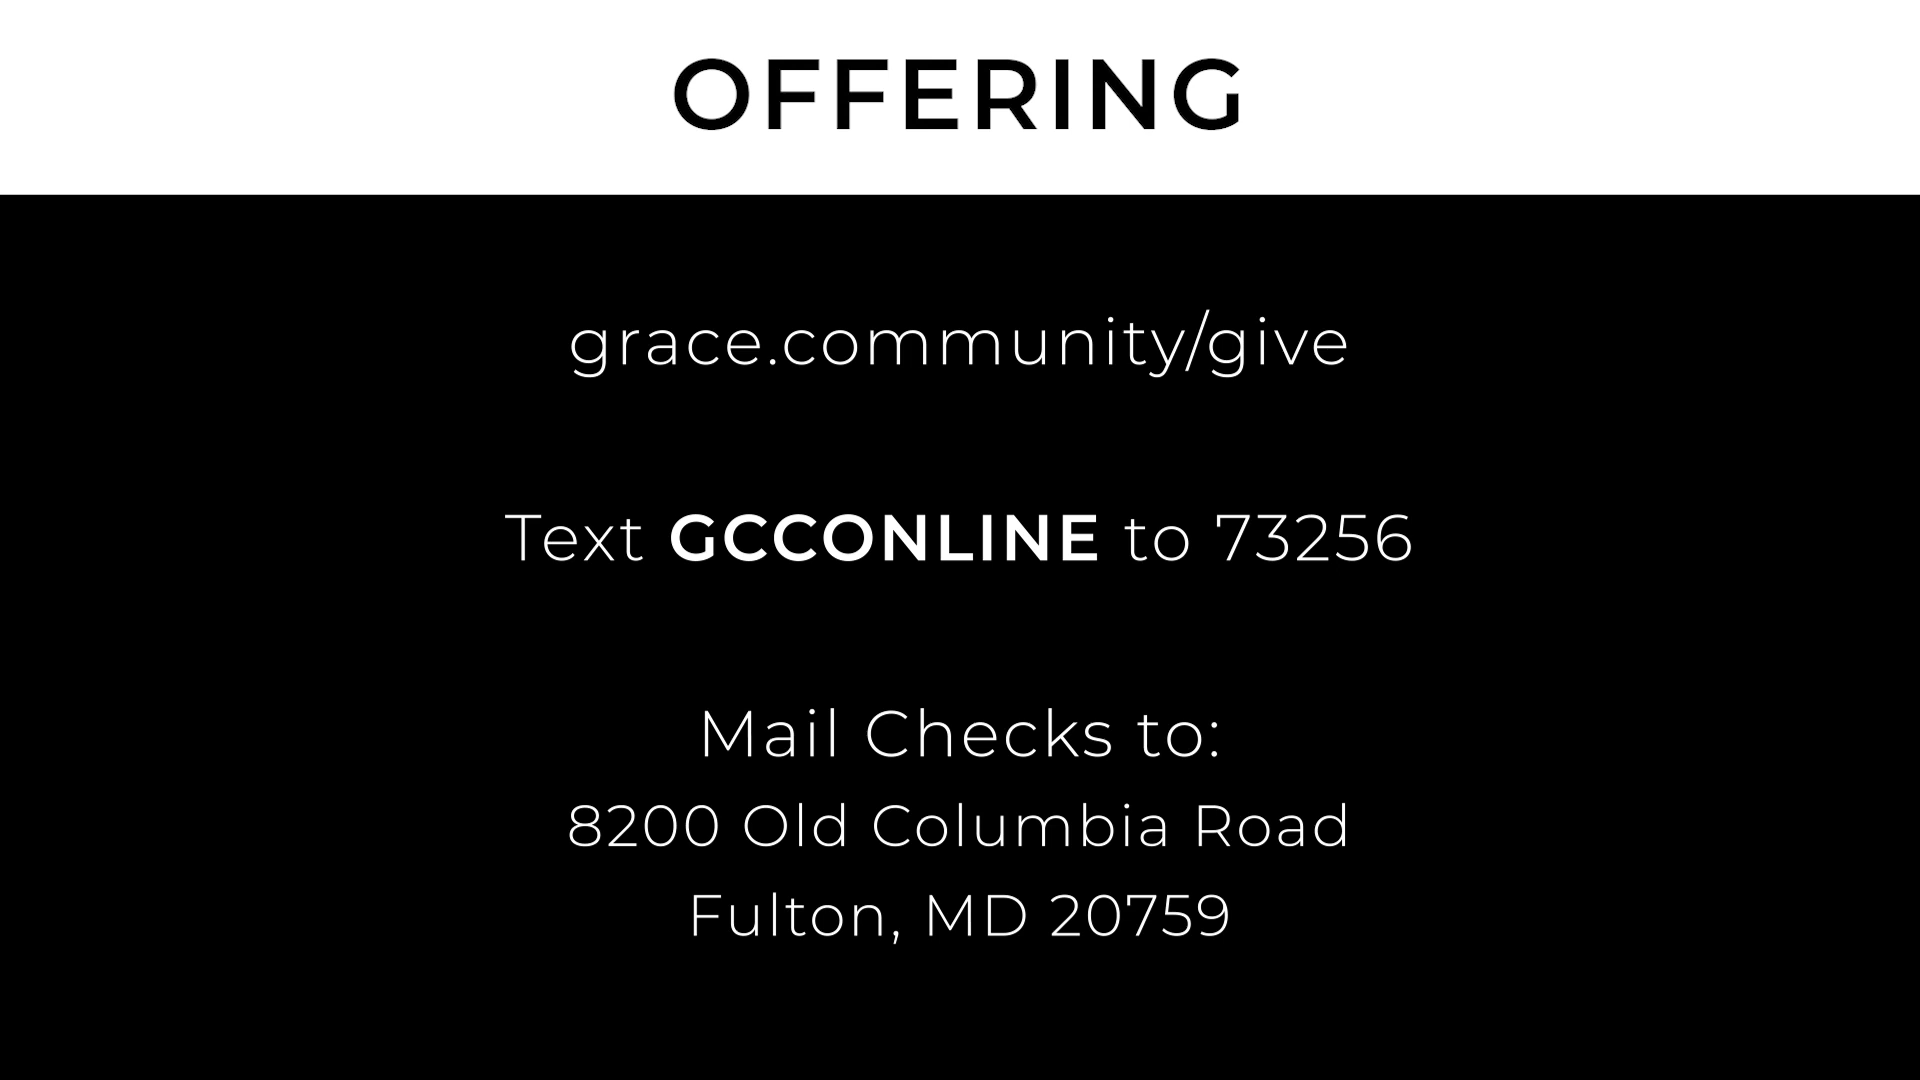 OFFERING
grace.community/give
Text GCCONLINE to 73256
Mail Checks to:
8200 Old Columbia Road
Fulton, MD 20759